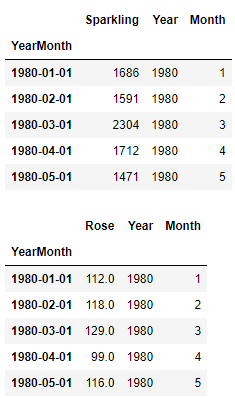 Sparkling Year Month
YearMonth
1980-01-01 1686 1980 1
1980-02-01 1591 1980 2
1980-03-01 2304 1980 3
1980-04-01 1712 1980 4
1980-05-01 1471 1980 5
Rose Year Month
YearMonth
1980-01-01 112.0 1980 1
1980-02-01 118.0 1980 2
1980-03-01 129.0 1980 3
1980-04-01 99.0 1980 4
1980-05-01 116.0 1980 5